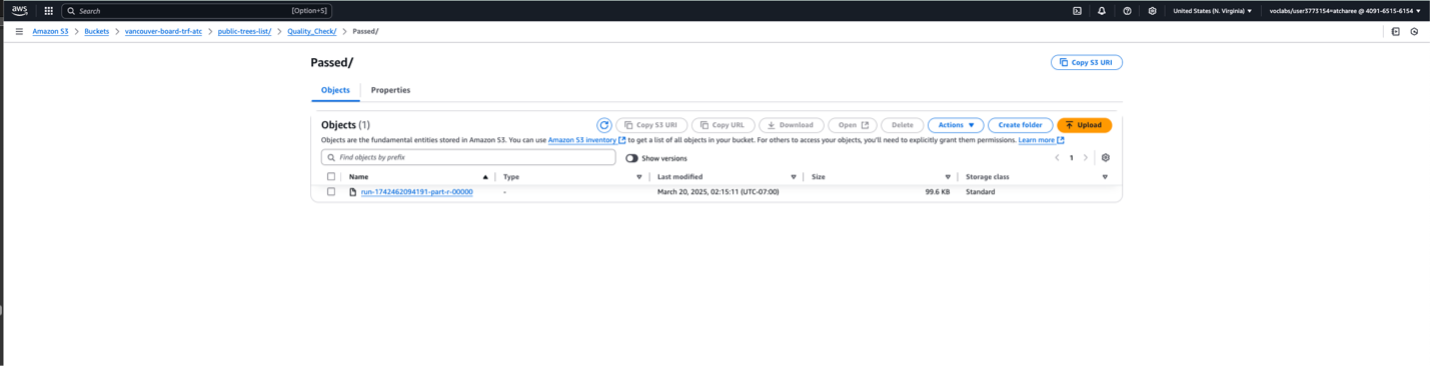 aws Search [Option+S] United States (N. Virginia) voclabs/user3773154=atcharee @ 4091-6515-6154
Amazon S3 Buckets vancouver-board-trf-atc public-trees-list/ Quality_Check/ Passed/
Passed/ Copy S3 URI
Objects Properties
Objects (1) Copy S3 URI Copy URL Download Open Delete Actions Create folder Upload
Objects are the fundamental entities stored in Amazon S3. You can use Amazon S3 inventory to get a list of all objects in your bucket. For others to access your objects, you'll need to explicitly grant them permissions. Learn more
Find objects by prefix Show versions 1
Name Type Last modified Size Storage class
run-1742462094191-part-r-00000 - March 20, 2025, 02:15:11 (UTC-07:00) 99.6 KB Standard